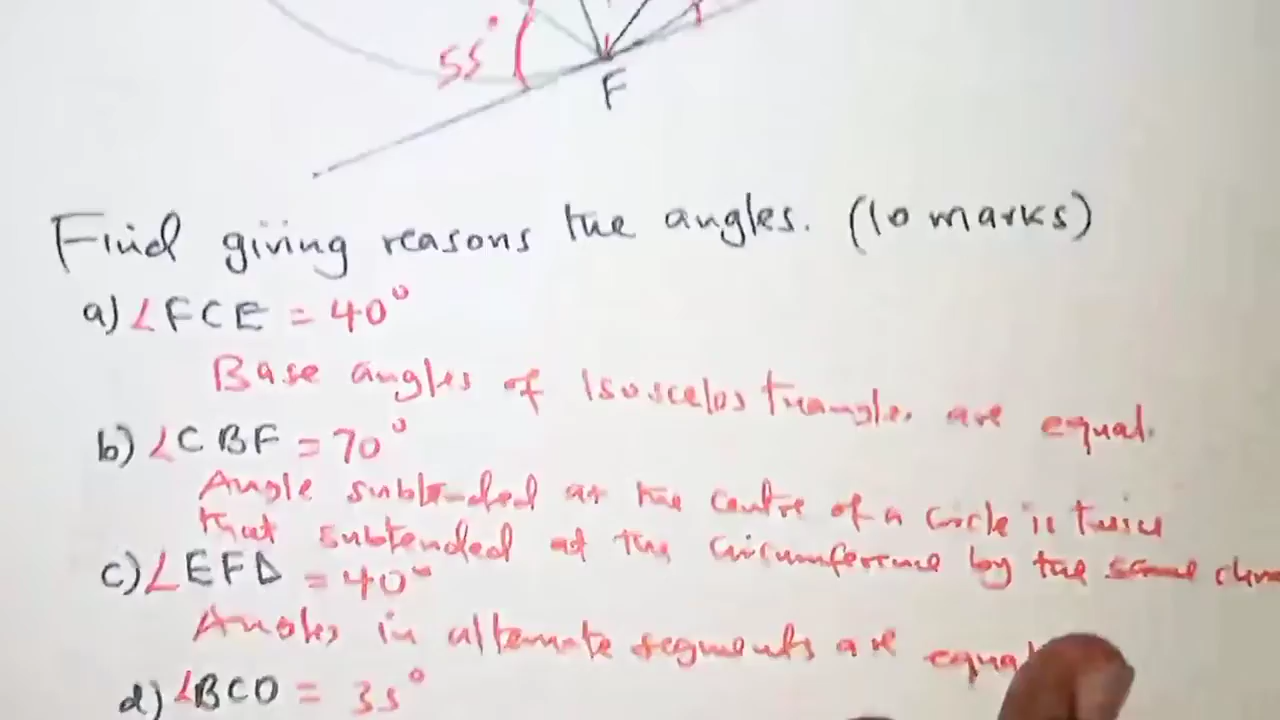 55°
F
Find giving reasons the angles. (10 marks)
a) ∠FCE = 40°
Base angles of Isosceles triangles are equal.
b) ∠CBF = 70°
Angle subtended at the centre of a circle is twice
that subtended at the circumference by the same
c) ∠EFD = 40°
Angles in alternate segments are equal
d) ∠BCO = 35°